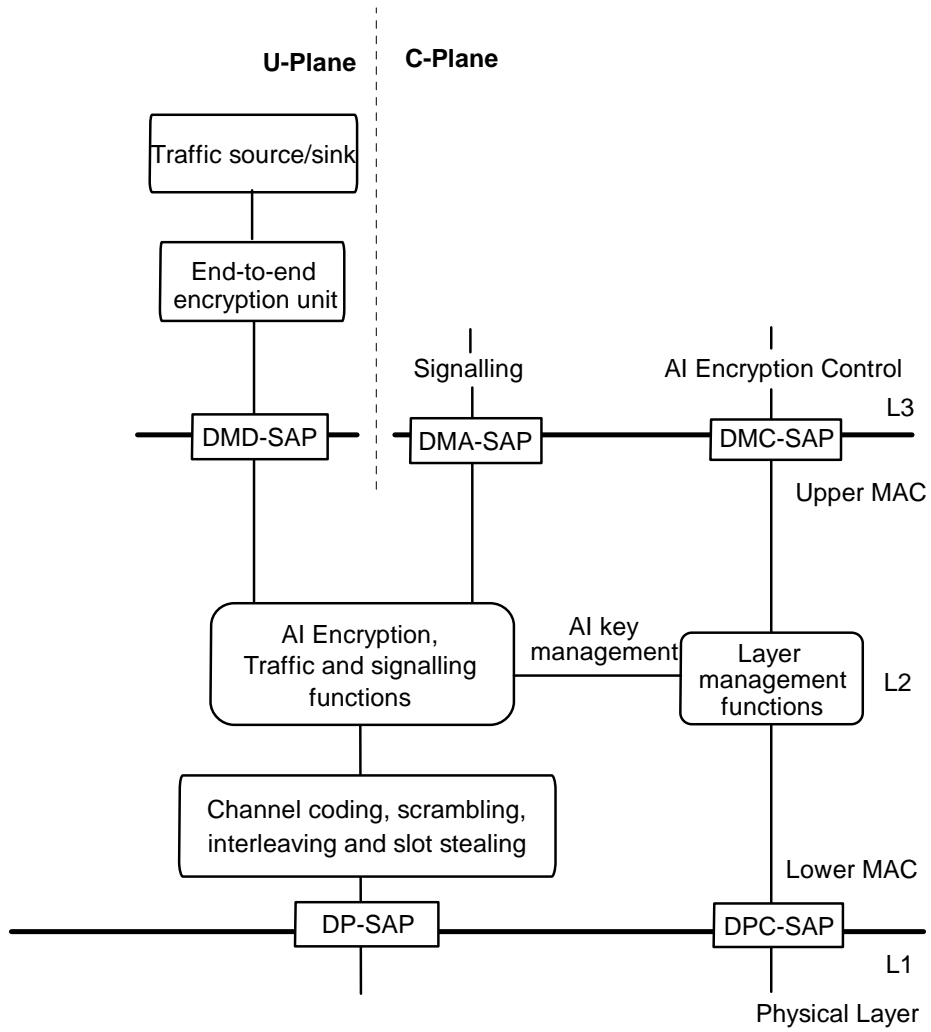 U-Plane
C-Plane
Traffic source/sink
End-to-end
encryption unit
Signalling
AI Encryption Control
L3
DMD-SAP
DMA-SAP
DMC-SAP
Upper MAC
AI Encryption,
Traffic and signalling
functions
AI key
management
Layer
management
functions
L2
Channel coding, scrambling,
interleaving and slot stealing
Lower MAC
DP-SAP
DPC-SAP
L1
Physical Layer